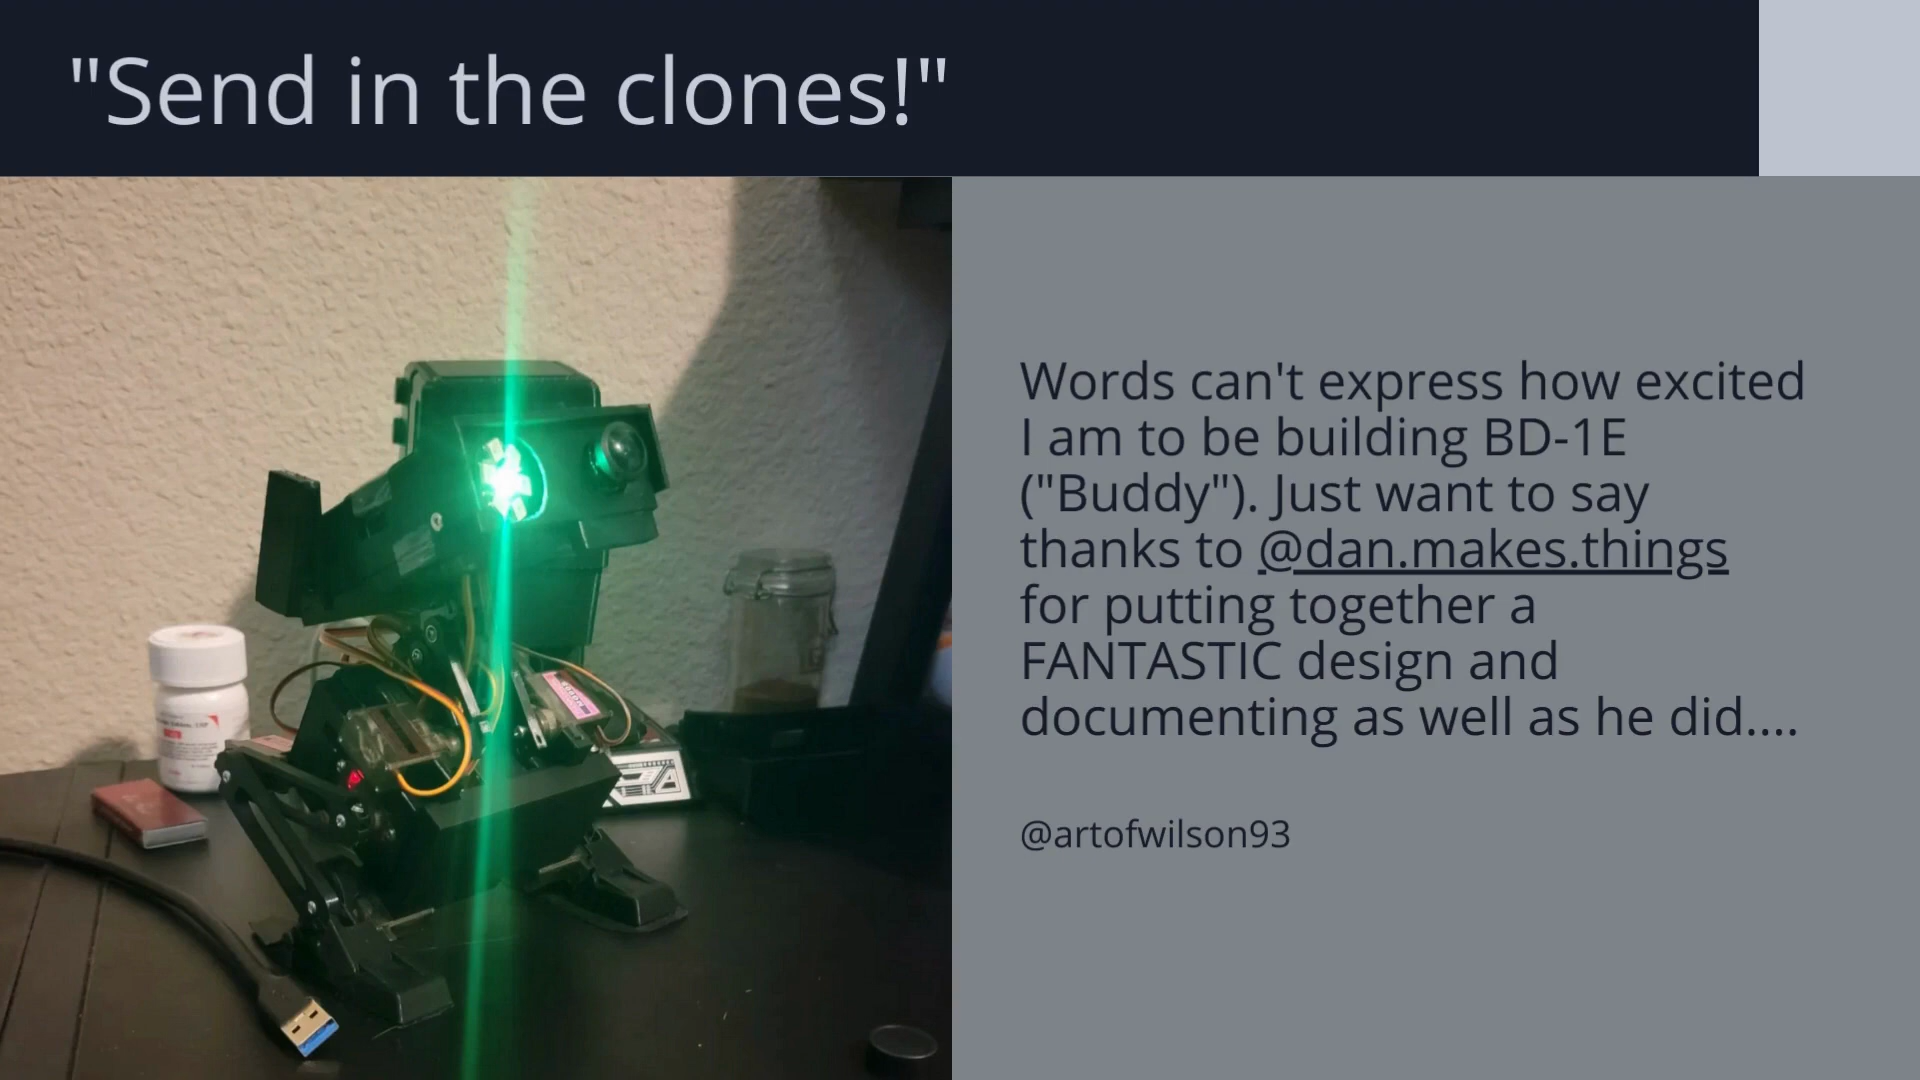 "Send in the clones!"
Words can't express how excited
I am to be building BD-1E
("Buddy"). Just want to say
thanks to @dan.makes.things
for putting together a
FANTASTIC design and
documenting as well as he did....
@artofwilson93